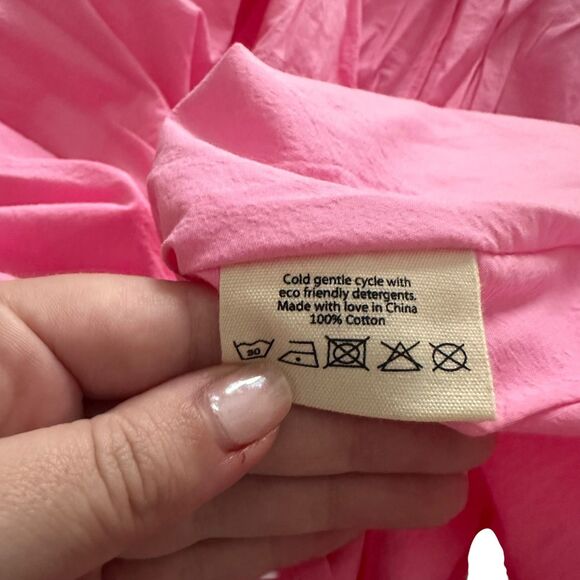 Cold gentle cycle with
eco friendly detergents.
Made with love in China
100% Cotton
30